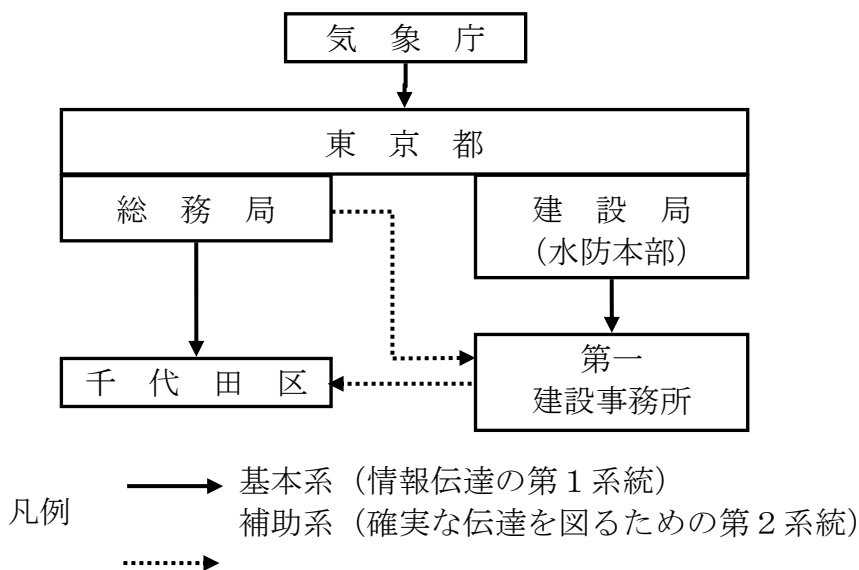 気 象 庁
東 京 都
総 務 局
建 設 局
（水防本部）
千 代 田 区
第一
建設事務所
凡例
基本系（情報伝達の第１系統）
補助系（確実な伝達を図るための第２系統）